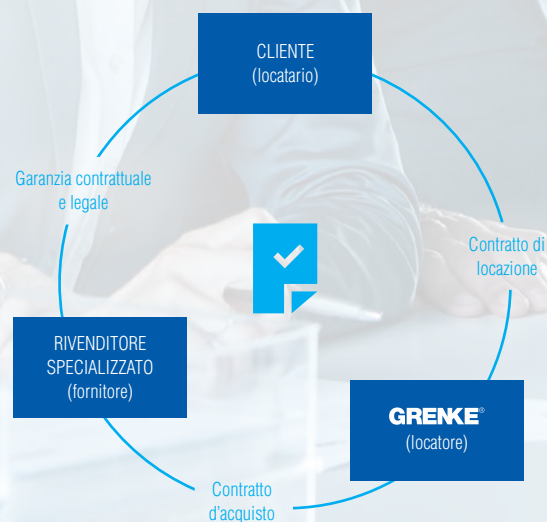 CLIENTE
(locatario)
Garanzia contrattuale
e legale
Contratto di
locazione
RIVENDITORE
SPECIALIZZATO
(fornitore)
GRENKE®
(locatore)
Contratto
d'acquisto